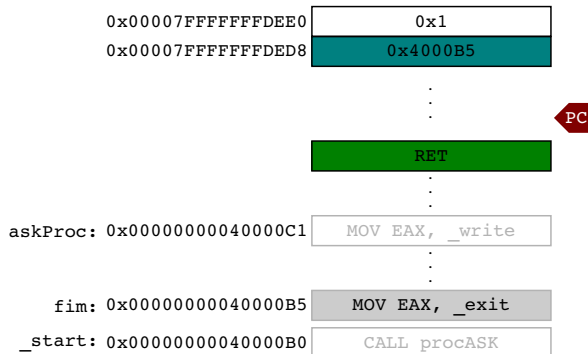 0x00007FFFFFFFDEE0 0x1
0x00007FFFFFFFDED8 0x4000B5
PC
RET
askProc: 0x00000000040000C1 MOV EAX, _write
fim: 0x00000000040000B5 MOV EAX, _exit
_start: 0x00000000040000B0 CALL procASK